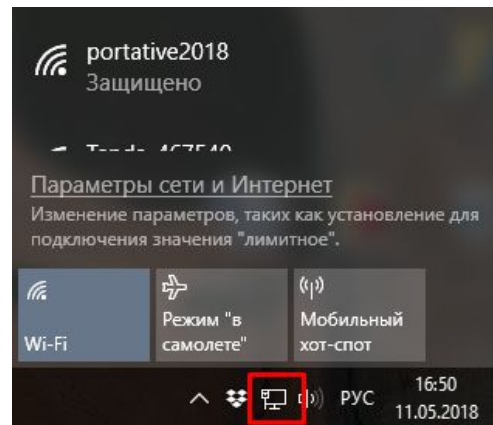 portative2018
Защищено
Параметры сети и Интернет
Изменение параметров, таких как установление для
подключения значения "лимитное".
Wi-Fi
Режим "в
самолете"
Мобильный
хот-спот
РУС
16:50
11.05.2018